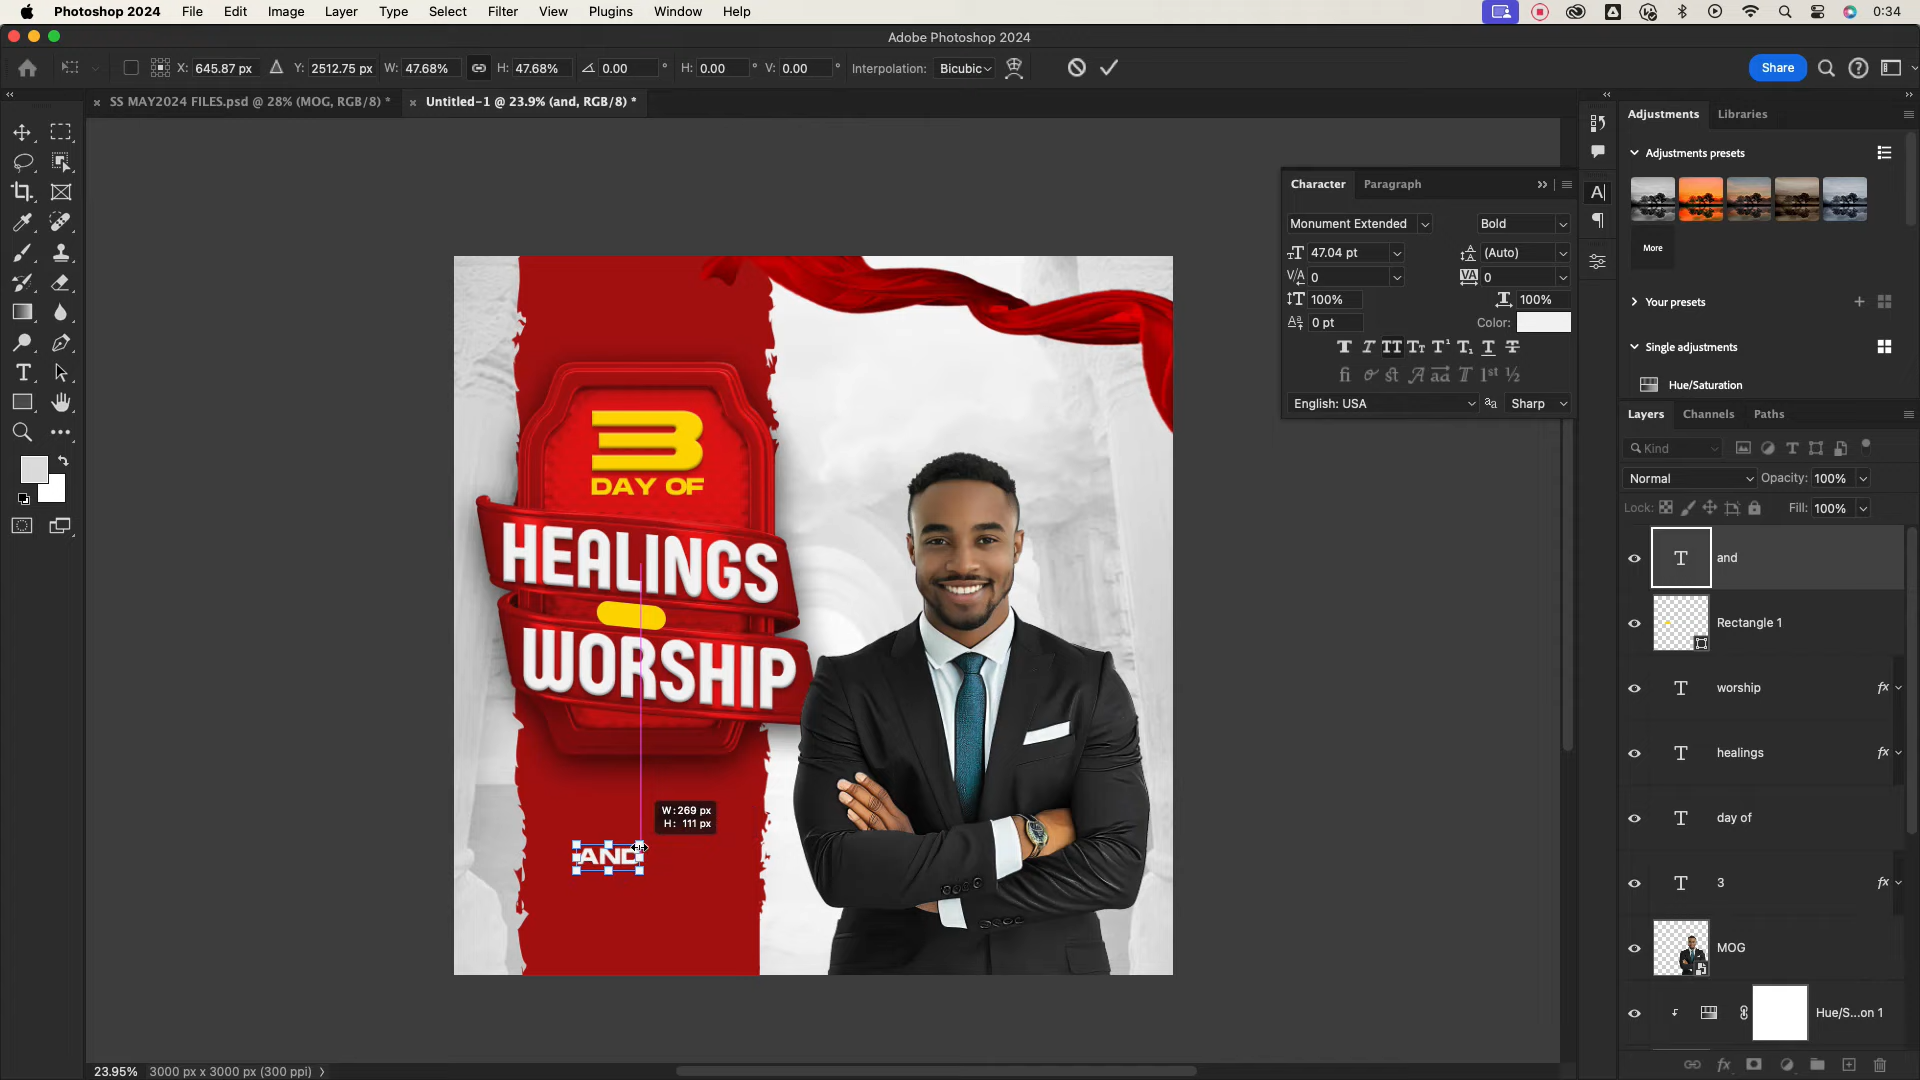 Photoshop 2024 File Edit Image Layer Type Select Filter View Plugins Window Help 0:34
Adobe Photoshop 2024
X: 645.87 px Y: 2512.75 px W: 47.68% H: 47.68% 0.00 ° H: 0.00 ° V: 0.00 ° Interpolation: Bicubic Share
× SS MAY2024 FILES.psd @ 28% (MOG, RGB/8) * × Untitled-1 @ 23.9% (and, RGB/8) *
Adjustments Libraries
Adjustments presets
More
Your presets
Single adjustments
Hue/Saturation
Character Paragraph
Monument Extended Bold
47.04 pt (Auto)
0 0
100% 100%
0 pt Color:
English: USA Sharp
3
DAY OF
HEALINGS
WORSHIP
W: 269 px
H: 111 px
AND
Layers Channels Paths
Kind
Normal Opacity: 100%
Lock: Fill: 100%
and
Rectangle 1
worship fx
healings fx
day of
3 fx
MOG
Hue/S...on 1
23.95% 3000 px x 3000 px (300 ppi)